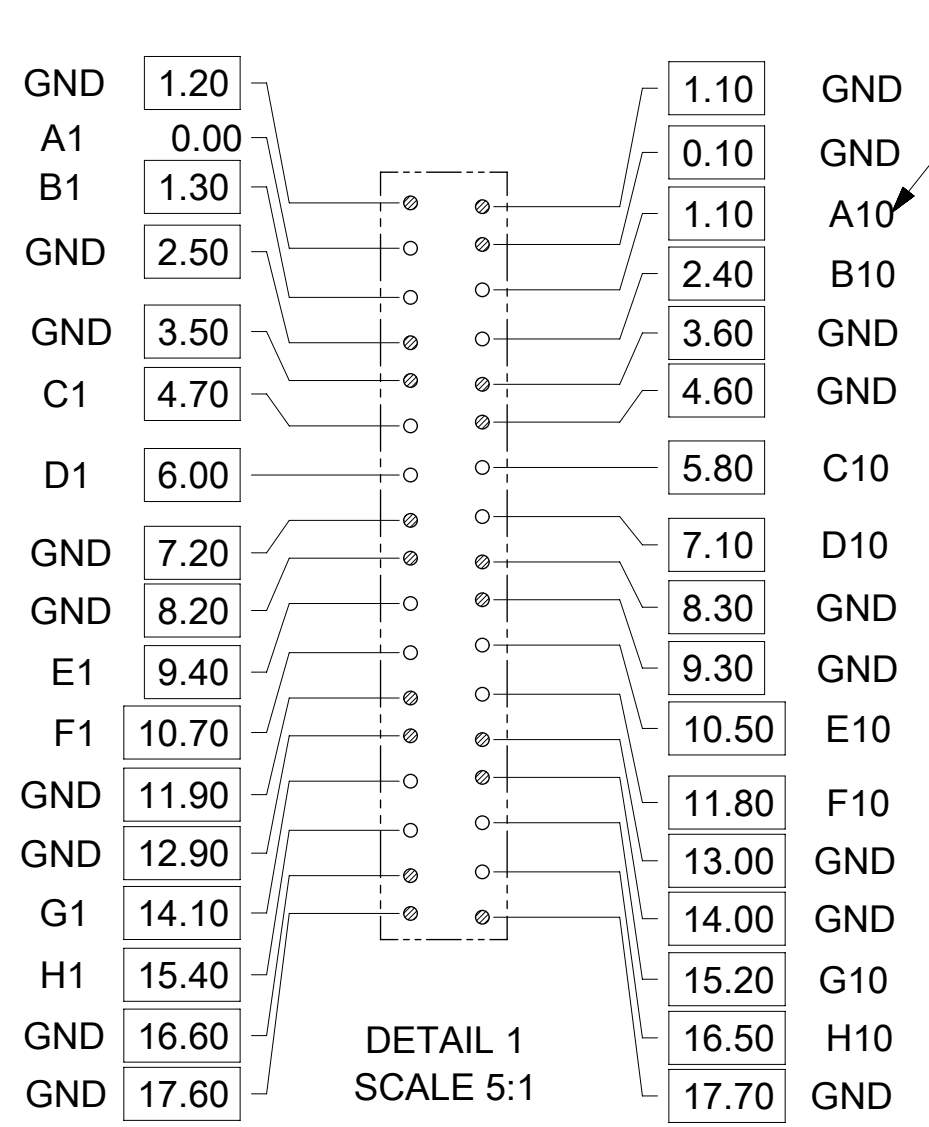 GND 1.20
A1 0.00
B1 1.30
GND 2.50
GND 3.50
C1 4.70
D1 6.00
GND 7.20
GND 8.20
E1 9.40
F1 10.70
GND 11.90
GND 12.90
G1 14.10
H1 15.40
GND 16.60
GND 17.60
1.10 GND
0.10 GND
1.10 A10
2.40 B10
3.60 GND
4.60 GND
5.80 C10
7.10 D10
8.30 GND
9.30 GND
10.50 E10
11.80 F10
13.00 GND
14.00 GND
15.20 G10
16.50 H10
17.70 GND
DETAIL 1
SCALE 5:1